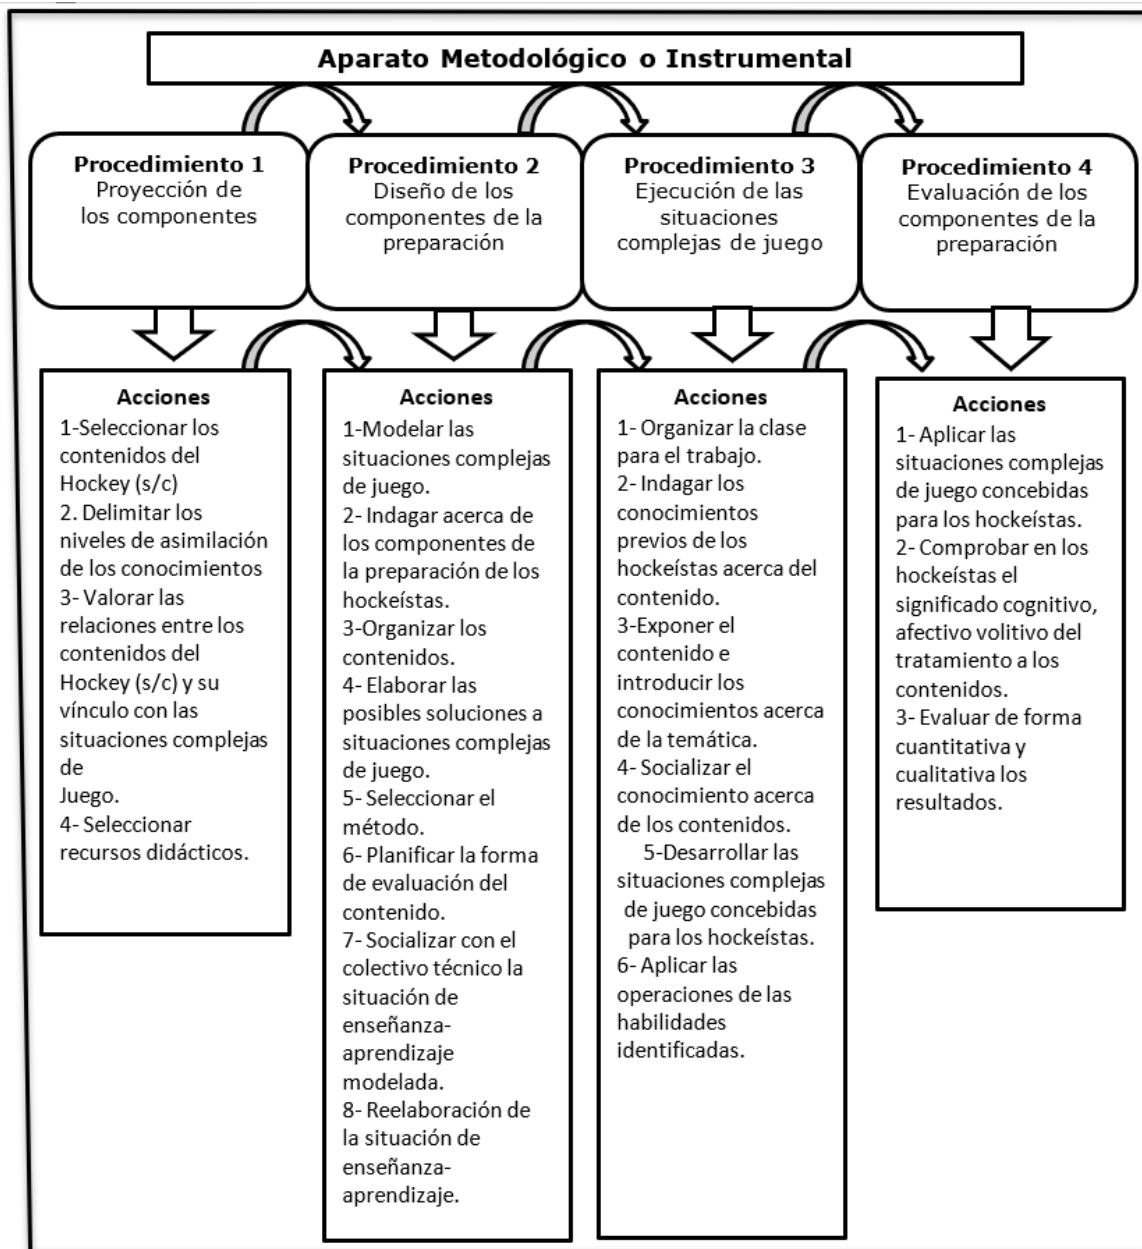 Aparato Metodológico o Instrumental
Procedimiento 1
Proyección de
los componentes
Procedimiento 2
Diseño de los
componentes de la
preparación
Procedimiento 3
Ejecución de las
situaciones
complejas de juego
Procedimiento 4
Evaluación de los
componentes de la
preparación
Acciones
1-Seleccionar los
contenidos del
Hockey (s/c)
2. Delimitar los
niveles de asimilación
de los conocimientos
3- Valorar las
relaciones entre los
contenidos del
Hockey (s/c) y su
vínculo con las
situaciones complejas
de
Juego.
4- Seleccionar
recursos didácticos.
Acciones
1-Modelar las
situaciones complejas
de juego.
2- Indagar acerca de
los componentes de
la preparación de los
hockeístas.
3-Organizar los
contenidos.
4- Elaborar las
posibles soluciones a
situaciones complejas
de juego.
5- Seleccionar el
método.
6- Planificar la forma
de evaluación del
contenido.
7- Socializar con el
colectivo técnico la
situación de
enseñanza-
aprendizaje
modelada.
8- Reelaboración de
la situación de
enseñanza-
aprendizaje.
Acciones
1- Organizar la clase
para el trabajo.
2- Indagar los
conocimientos
previos de los
hockeístas acerca del
contenido.
3-Exponer el
contenido e
introducir los
conocimientos acerca
de la temática.
4- Socializar el
conocimiento acerca
de los contenidos.
5-Desarrollar las
situaciones complejas
de juego concebidas
para los hockeístas.
6- Aplicar las
operaciones de las
habilidades
identificadas.
Acciones
1- Aplicar las
situaciones complejas
de juego concebidas
para los hockeístas.
2- Comprobar en los
hockeístas el
significado cognitivo,
afectivo volitivo del
tratamiento a los
contenidos.
3- Evaluar de forma
cuantitativa y
cualitativa los
resultados.